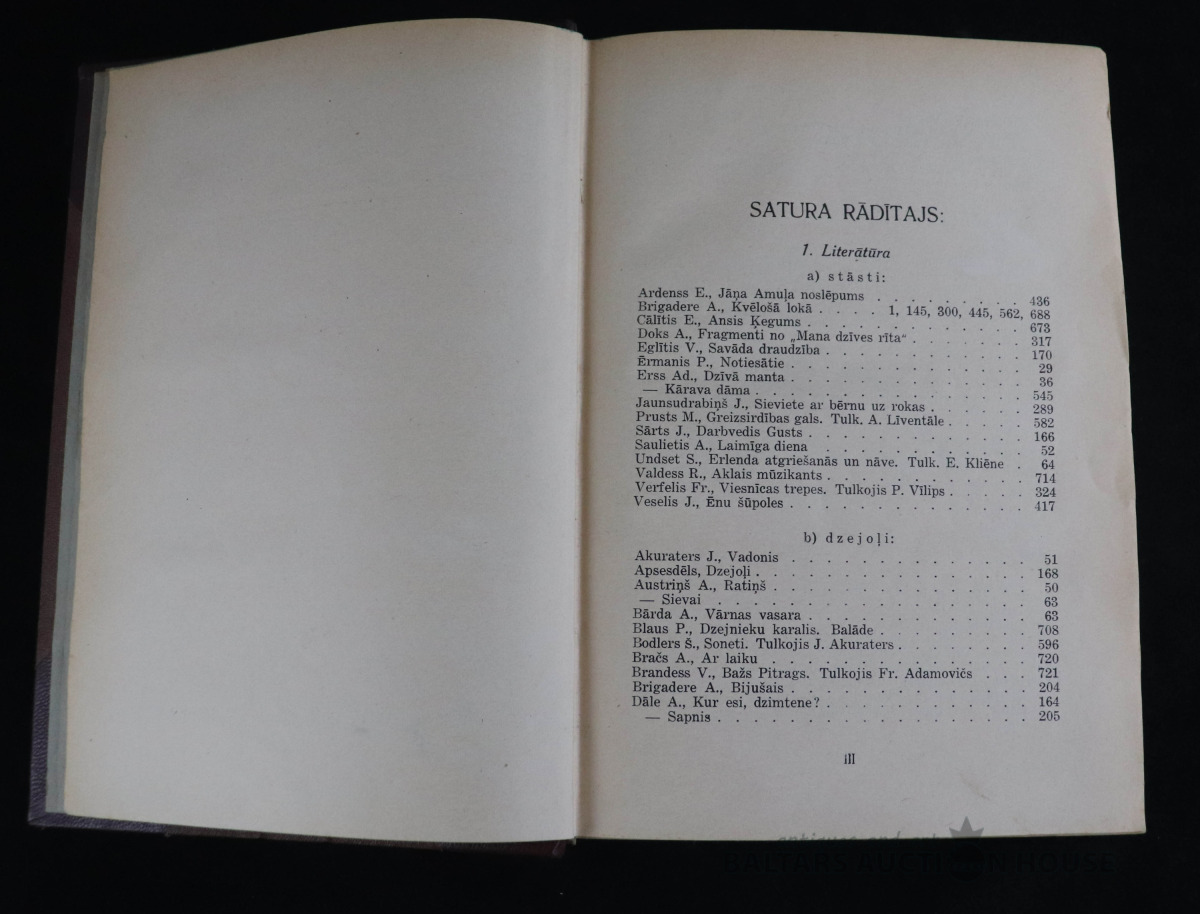 SATURA RĀDĪTAJS:
1. Literātūra
a) stāsti:
Ardenss E., Jāņa Amuļa noslēpums . . . . . . . . . 436
Brigadere A., Kvēlošā lokā . . . . 1, 145, 300, 445, 562, 688
Cālītis E., Ansis Ķegums . . . . . . . . . . . . . 673
Doks A., Fragmenti no „Mana dzīves rīta“ . . . . . . . 317
Eglītis V., Savāda draudzība . . . . . . . . . . . . 170
Ērmanis P., Notiesātie . . . . . . . . . . . . . . 29
Erss Ad., Dzīvā manta . . . . . . . . . . . . . . 36
— Kārava dāma . . . . . . . . . . . . . . . . 545
Jaunsudrabiņš J., Sieviete ar bērnu uz rokas . . . . . . 289
Prusts M., Greizsirdības gals. Tulk. A. Līventāle . . . . . 582
Sārts J., Darbvedis Gusts . . . . . . . . . . . . . 166
Saulietis A., Laimīga diena . . . . . . . . . . . . 52
Undset S., Erlenda atgriešanās un nāve. Tulk. E. Kliēne . 64
Valdess R., Aklais mūzikants . . . . . . . . . . . . 714
Verfelis Fr., Viesnīcas trepes. Tulkojis P. Vīlips . . . . . 324
Veselis J., Ēnu šūpoles . . . . . . . . . . . . . . 417
b) dzejoļi:
Akuraters J., Vadonis . . . . . . . . . . . . . . 51
Apsesdēls, Dzejoļi . . . . . . . . . . . . . . . . 168
Austriņš A., Ratiņš . . . . . . . . . . . . . . . 50
— Sievai . . . . . . . . . . . . . . . . . . 63
Bārda A., Vārnas vasara . . . . . . . . . . . . . 63
Blaus P., Dzejnieku karalis. Balāde . . . . . . . . . 708
Bodlers Š., Soneti. Tulkojis J. Akuraters . . . . . . . . 596
Bračs A., Ar laiku . . . . . . . . . . . . . . . 720
Brandess V., Bažs Pitrags. Tulkojis Fr. Adamovičs . . . 721
Brigadere A., Bijušais . . . . . . . . . . . . . . 204
Dāle A., Kur esi, dzimtene? . . . . . . . . . . . . 164
— Sapnis . . . . . . . . . . . . . . . . . . 205
III
antiques and art
BALTARS AUCTION HOUSE